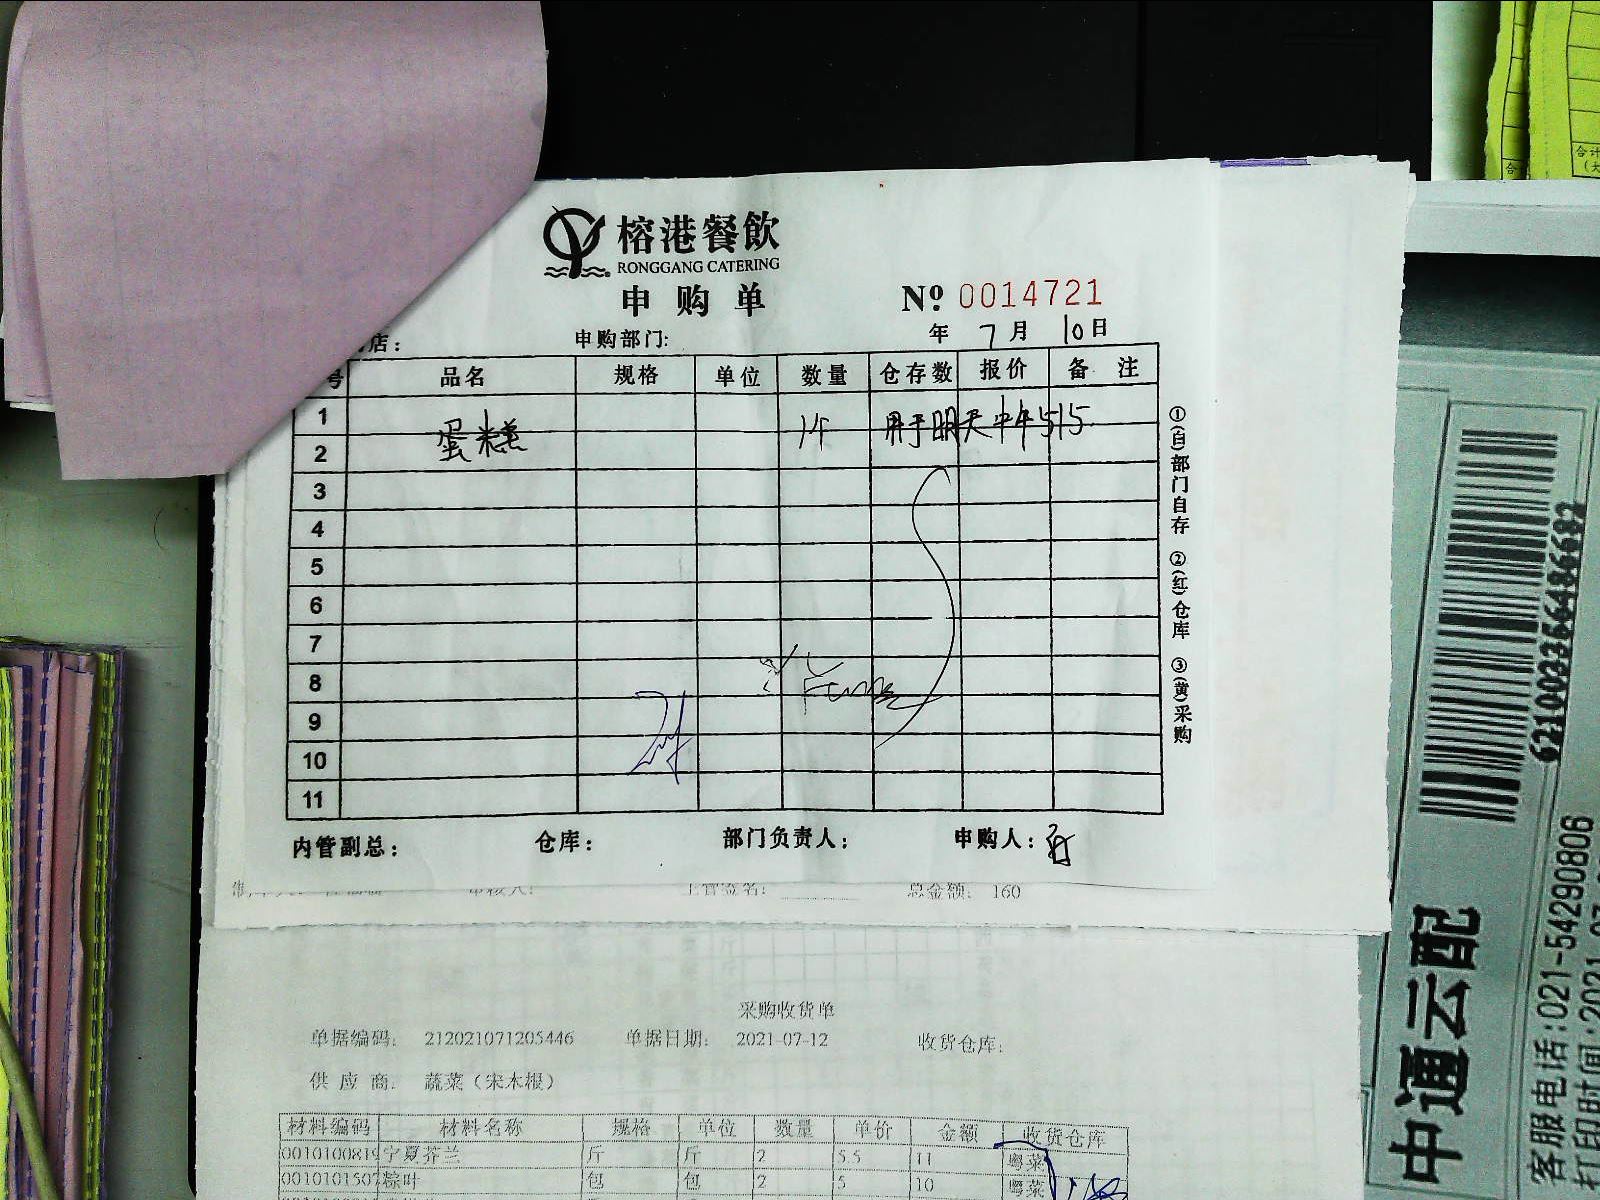 榕港餐飲
RONGGANG CATERING
申购单
Nº 0014721
店： 申购部门: 年 7月 10日
号 品名 规格 单位 数量 仓存数 报价 备注
1
蛋糕 1个 用于明天中午515
2
3
4
5
6
7
8
9
10
11
内管副总： 仓库： 部门负责人： 申购人：
①(白)部门自存 ②(红)仓库 ③(黄)采购
总金额： 160
采购收货单
单据编码： 212021071205446 单据日期： 2021-07-12 收货仓库：
供应商： 蔬菜（宋木根）
材料编码 材料名称 规格 单位 数量 单价 金额 收货仓库
0010100819 宁夏芥兰 斤 斤 2 5.5 11 粤菜
0010101507 粽叶 包 包 2 5 10 粤菜
合计
中通云配
客服电话:021-54290806